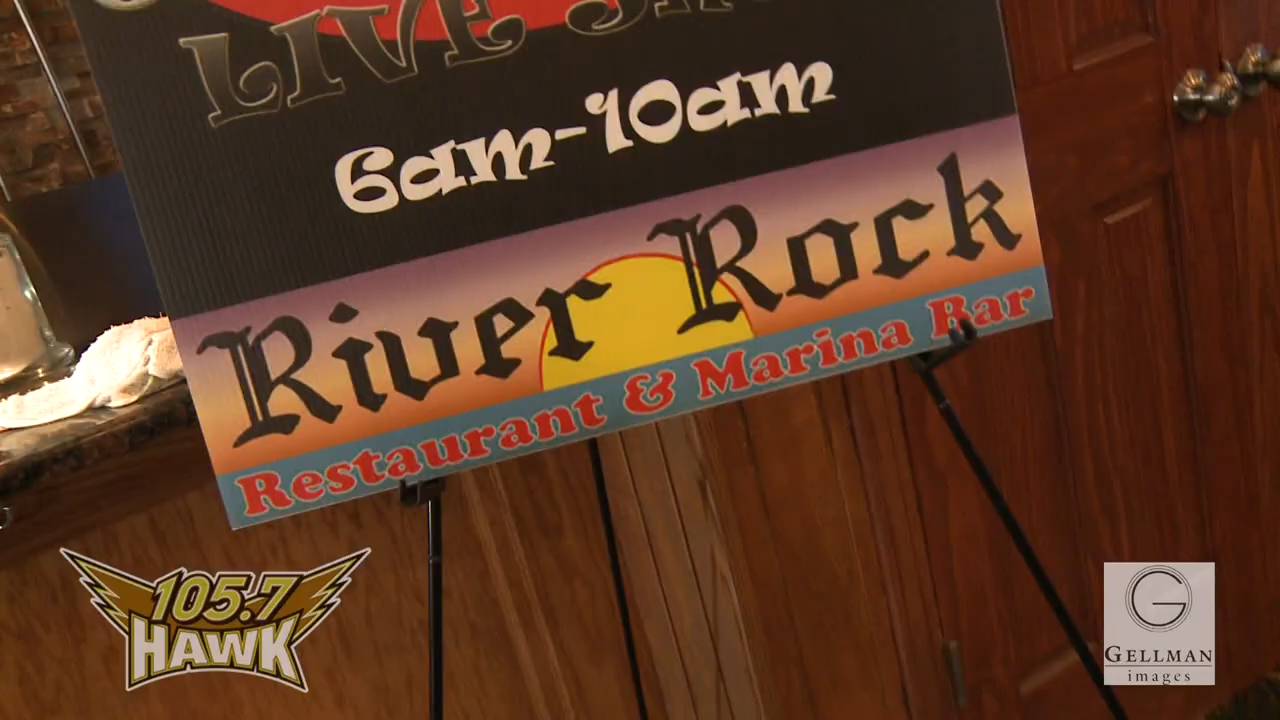 LIVE
6am-10am
River Rock
Restaurant & Marina Bar
105.7
HAWK
G
GELLMAN
images